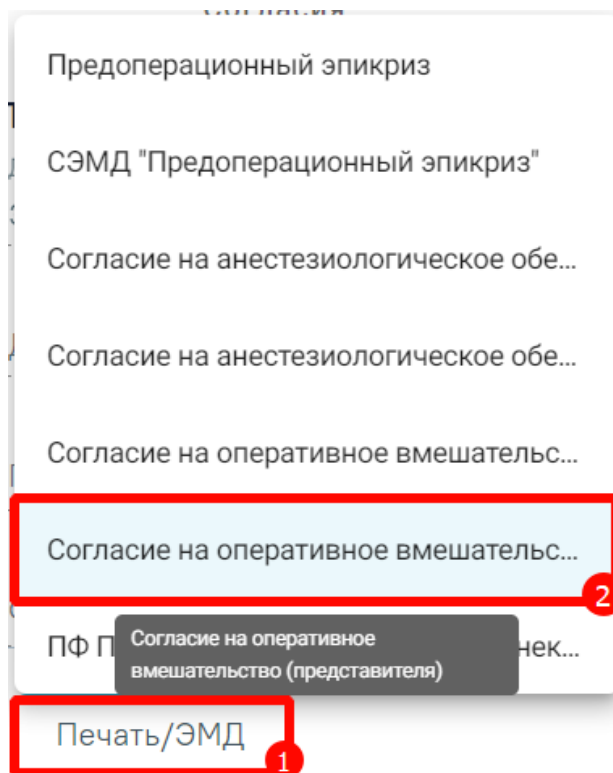 Предоперационный эпикриз
СЭМД "Предоперационный эпикриз"
Согласие на анестезиологическое обе...
Согласие на анестезиологическое обе...
Согласие на оперативное вмешательс...
Согласие на оперативное вмешательс...
2
ПФ П нек...
Согласие на оперативное
вмешательство (представителя)
Печать/ЭМД
1